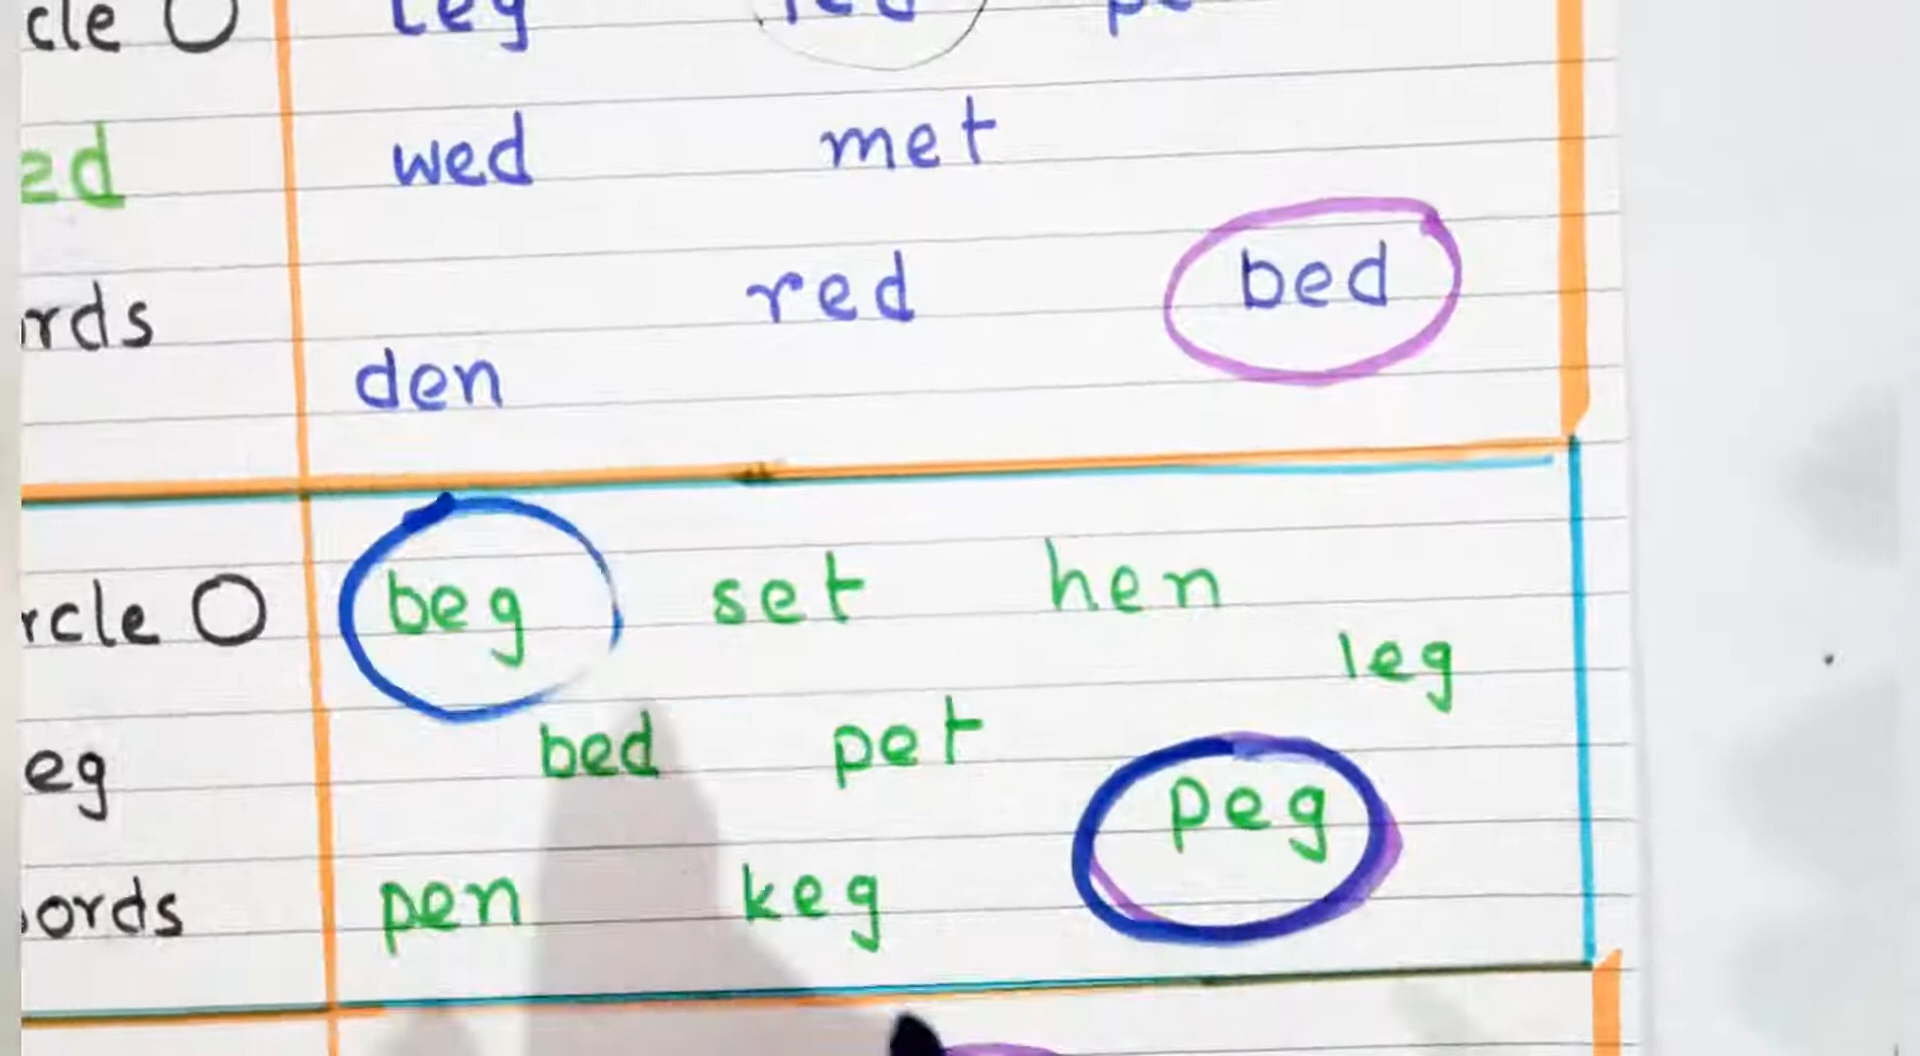 cle O leg
ed wed met
rds red bed
den
rcle O beg set hen
leg
eg bed pet
peg
ords pen keg